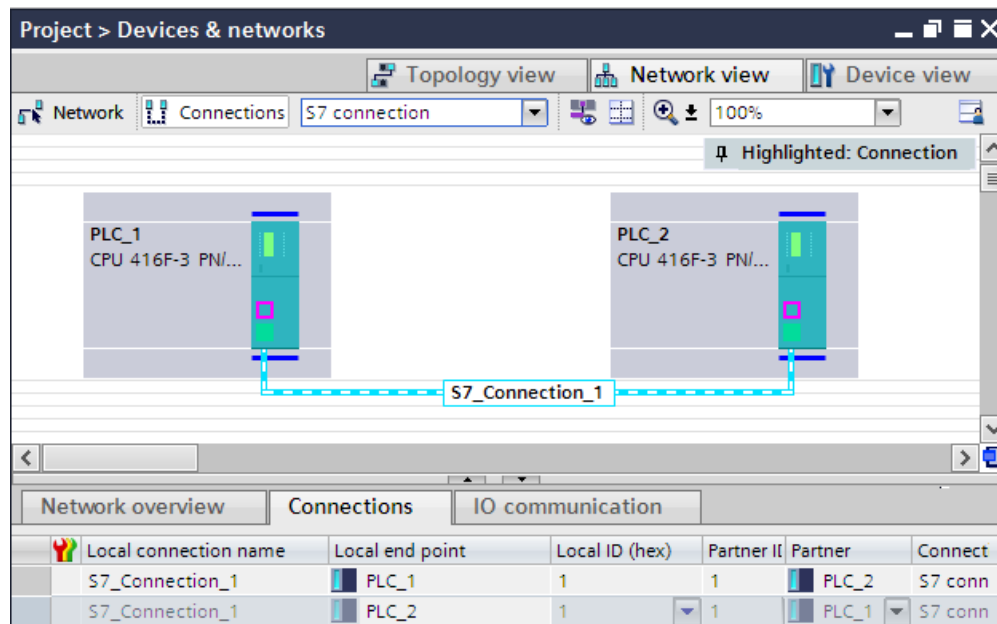 Project > Devices & networks
Topology view Network view Device view
Network Connections S7 connection 100%
Highlighted: Connection
PLC_1
CPU 416F-3 PN/...
PLC_2
CPU 416F-3 PN/...
S7_Connection_1
Network overview Connections IO communication
Local connection name Local end point Local ID (hex) Partner ID Partner Connect
S7_Connection_1 PLC_1 1 1 PLC_2 S7 conn
S7_Connection_1 PLC_2 1 1 PLC_1 S7 conn